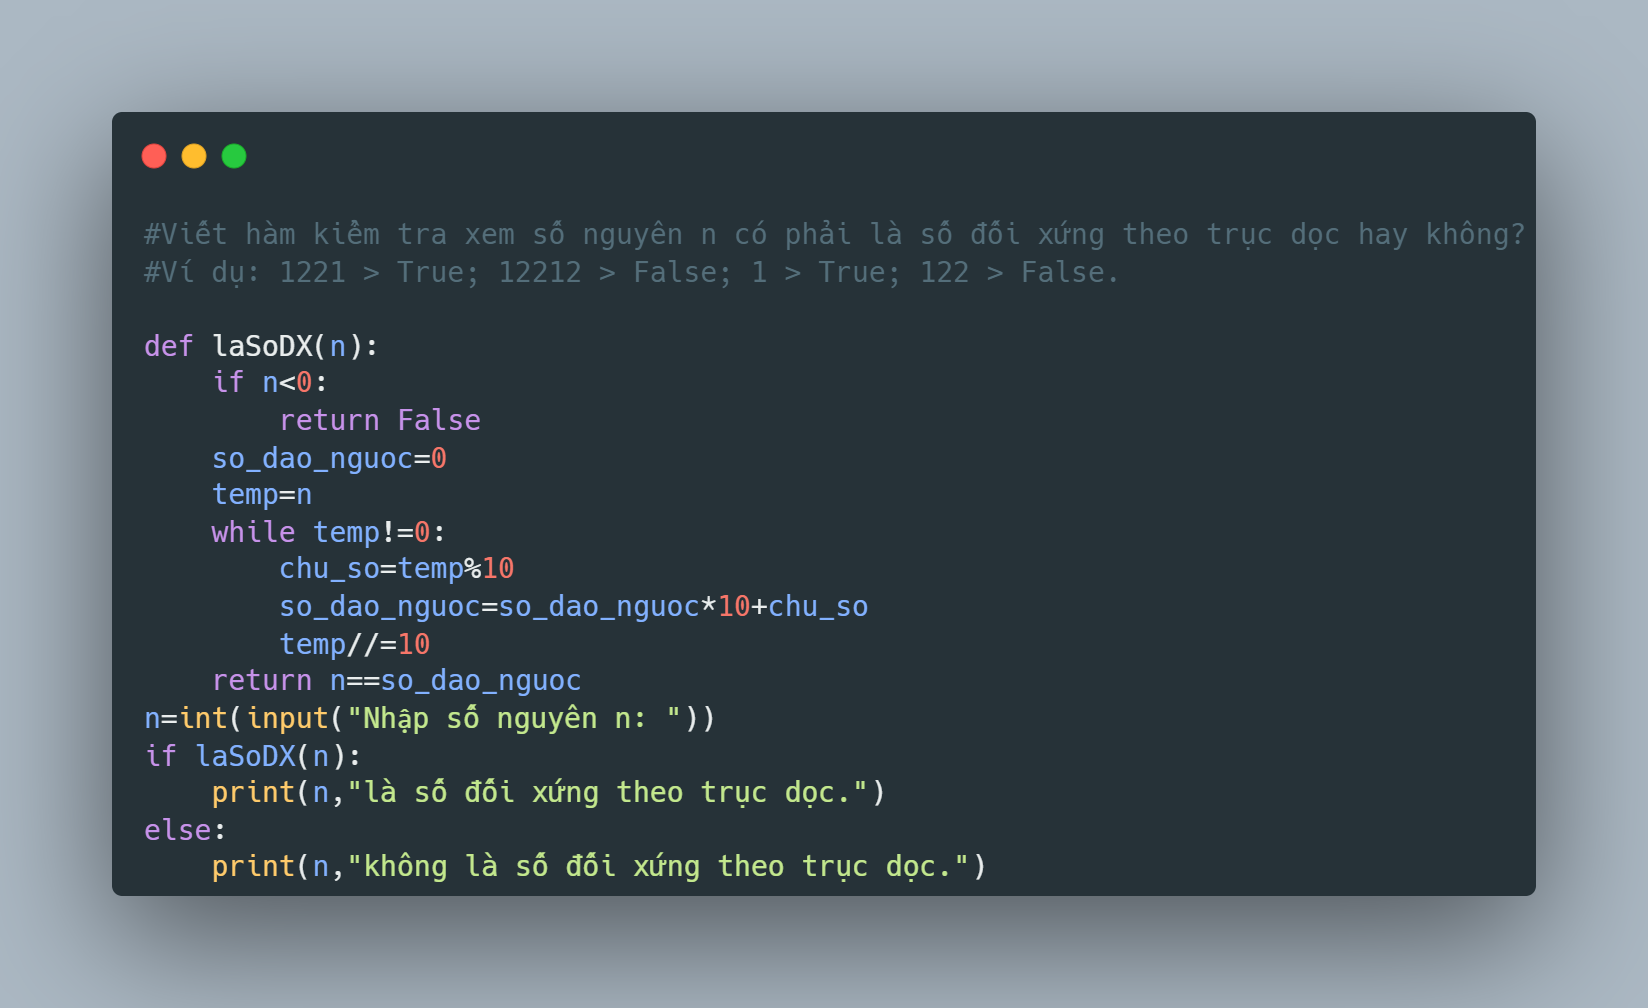 #Viết hàm kiểm tra xem số nguyên n có phải là số đối xứng theo trục dọc hay không?
#Ví dụ: 1221 > True; 12212 > False; 1 > True; 122 > False.
def laSoDX(n):
    if n<0:
        return False
    so_dao_nguoc=0
    temp=n
    while temp!=0:
        chu_so=temp%10
        so_dao_nguoc=so_dao_nguoc*10+chu_so
        temp//=10
    return n==so_dao_nguoc
n=int(input("Nhập số nguyên n: "))
if laSoDX(n):
    print(n,"là số đối xứng theo trục dọc.")
else:
    print(n,"không là số đối xứng theo trục dọc.")